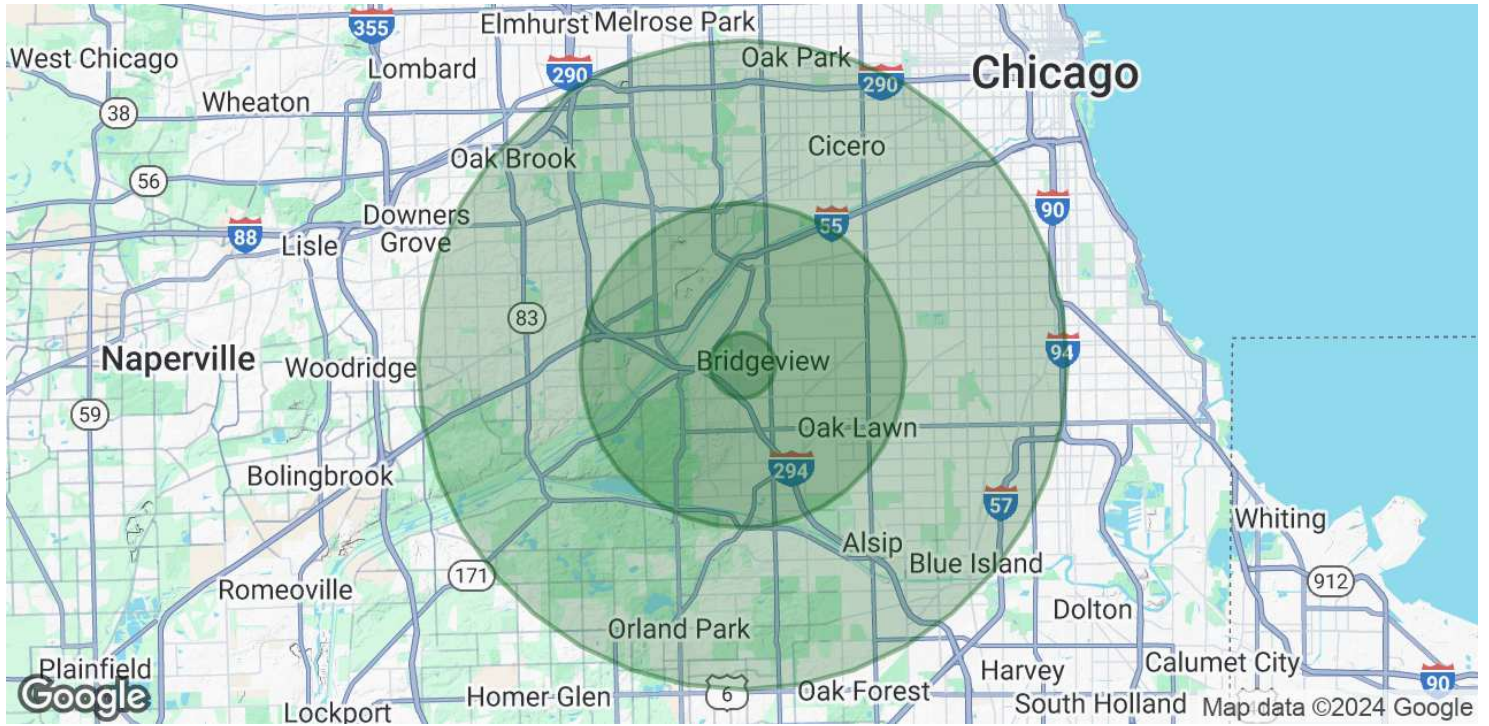 Elmhurst
Melrose Park
355
West Chicago
Lombard
290
Oak Park
290
Chicago
38
Wheaton
Oak Brook
Cicero
56
Downers
Grove
88
Lisle
55
90
83
Naperville
Woodridge
Bridgeview
94
59
Oak Lawn
Bolingbrook
294
57
Whiting
Alsip
Blue Island
171
Romeoville
912
Dolton
Orland Park
Plainfield
Harvey
Calumet City
90
Google
Homer Glen
6
Oak Forest
South Holland
Lockport
Map data ©2024 Google